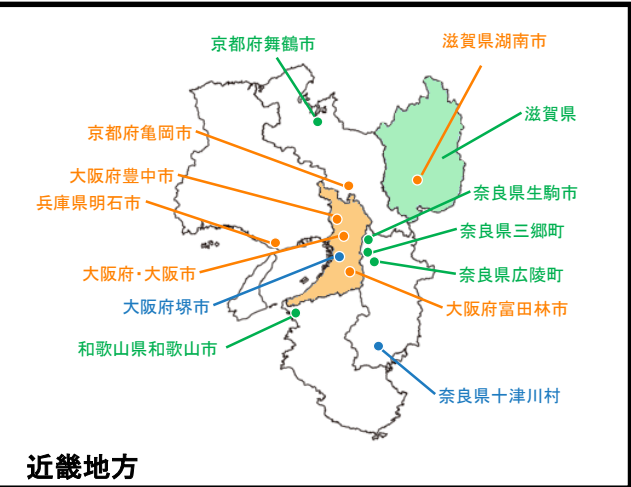 京都府舞鶴市
滋賀県湖南市
滋賀県
京都府亀岡市
大阪府豊中市
兵庫県明石市
奈良県生駒市
奈良県三郷町
奈良県広陵町
大阪府・大阪市
大阪府堺市
大阪府富田林市
和歌山県和歌山市
奈良県十津川村
近畿地方